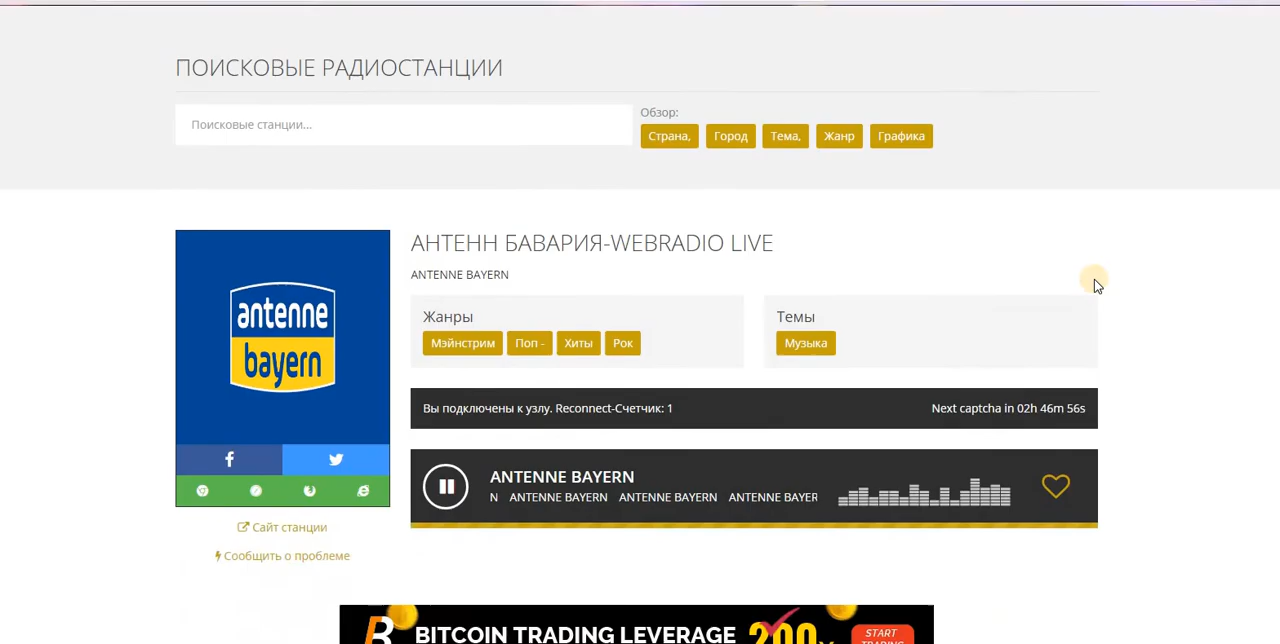 ПОИСКОВЫЕ РАДИОСТАНЦИИ
Поисковые станции...
Обзор:
Страна, Город Тема, Жанр Графика
antenne
bayern
АНТЕНН БАВАРИЯ-WEBRADIO LIVE
ANTENNE BAYERN
Жанры
Мэйнстрим Поп - Хиты Рок
Темы
Музыка
Вы подключены к узлу. Reconnect-Счетчик: 1
Next captcha in 02h 46m 56s
ANTENNE BAYERN
N ANTENNE BAYERN ANTENNE BAYERN ANTENNE BAYER
Сайт станции
Сообщить о проблеме
BITCOIN TRADING LEVERAGE
200x
START
TRADING